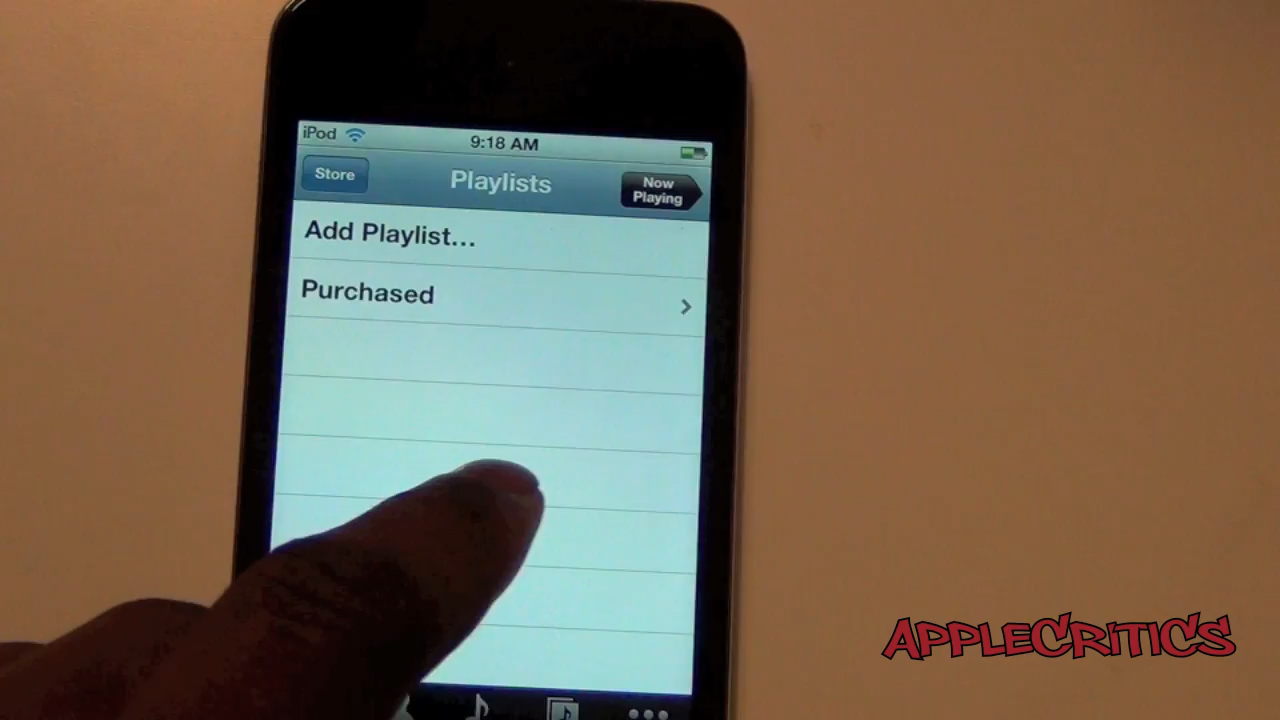 iPod
9:18 AM
Store
Playlists
Now
Playing
Add Playlist...
Purchased
APPLECRITICS